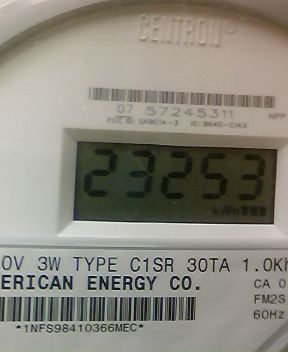 CENTRON®
07 57245311
23253
kWh
0V 3W TYPE C1SR 30TA 1.0Kh
ERICAN ENERGY CO.
CA 0
FM2S
60Hz
*1NFS98410366MEC*